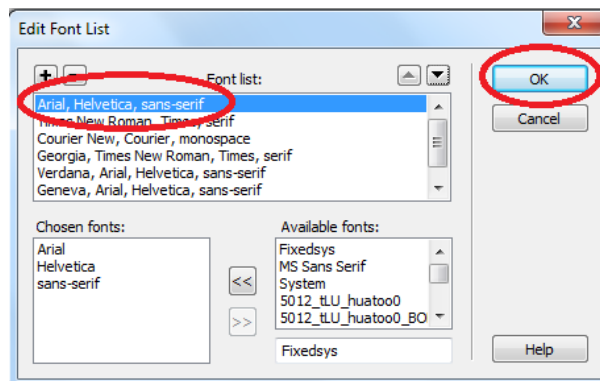 Edit Font List
Font list:
Arial, Helvetica, sans-serif
Times New Roman, Times, serif
Courier New, Courier, monospace
Georgia, Times New Roman, Times, serif
Verdana, Arial, Helvetica, sans-serif
Geneva, Arial, Helvetica, sans-serif
OK
Cancel
Chosen fonts:
Arial
Helvetica
sans-serif
<<
>>
Available fonts:
Fixedsys
MS Sans Serif
System
5012_tLU_huatoo0
5012_tLU_huatoo0_BO
Fixedsys
Help